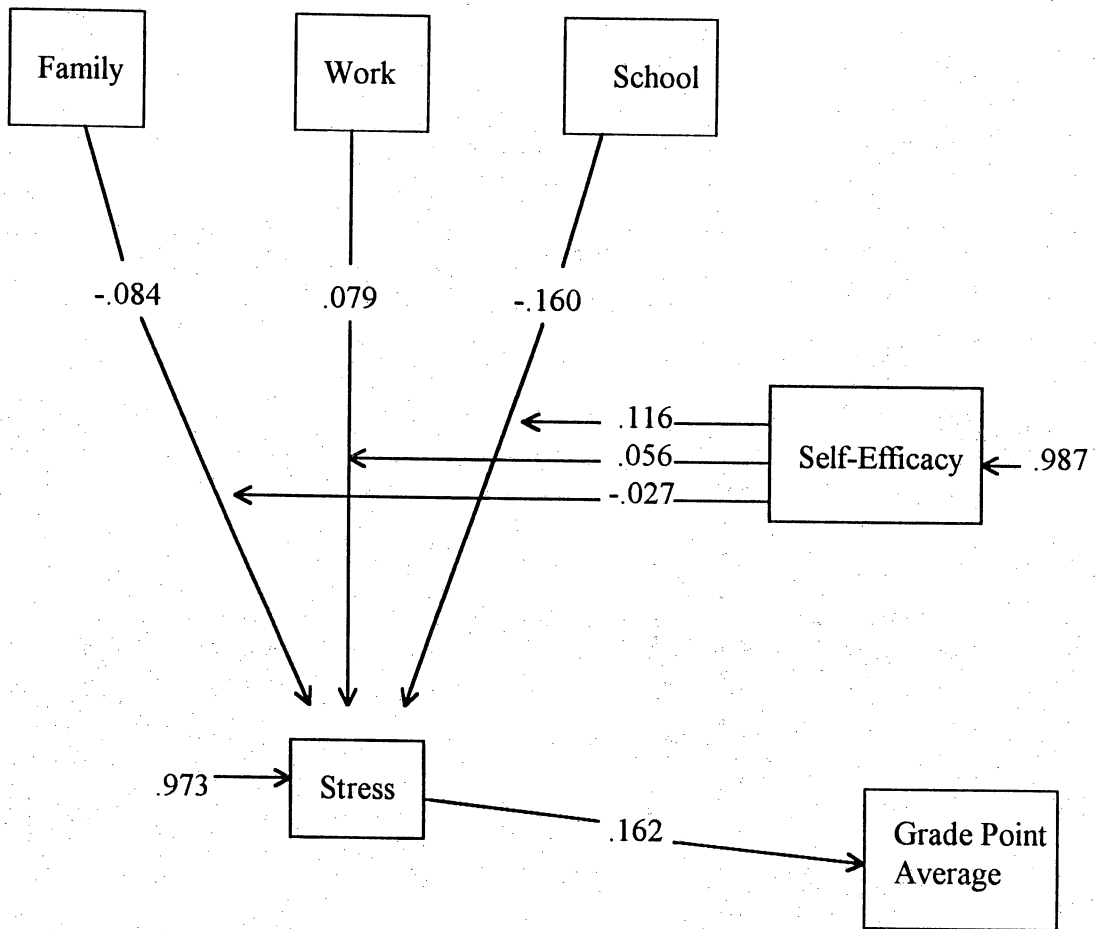 Family
Work
School
-.084
.079
-.160
.116
.056
-.027
Self-Efficacy
.987
.973
Stress
.162
Grade Point
Average